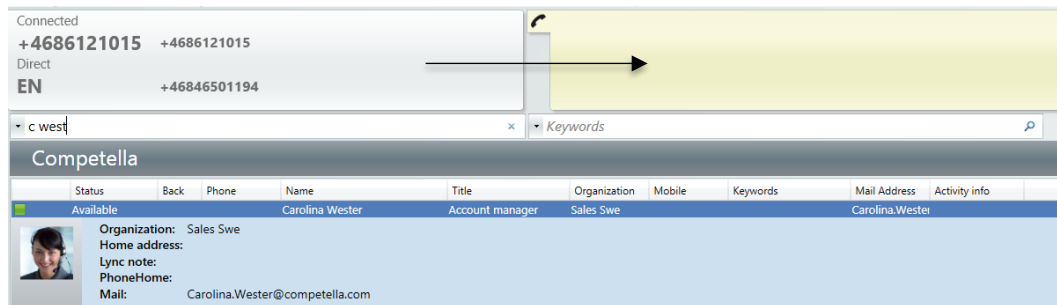 Connected
+4686121015 +4686121015
Direct
EN +46846501194
c west Keywords
Competella
Status Back Phone Name Title Organization Mobile Keywords Mail Address Activity info
Available Carolina Wester Account manager Sales Swe Carolina.Wester
Organization: Sales Swe
Home address:
Lync note:
PhoneHome:
Mail: Carolina.Wester@competella.com